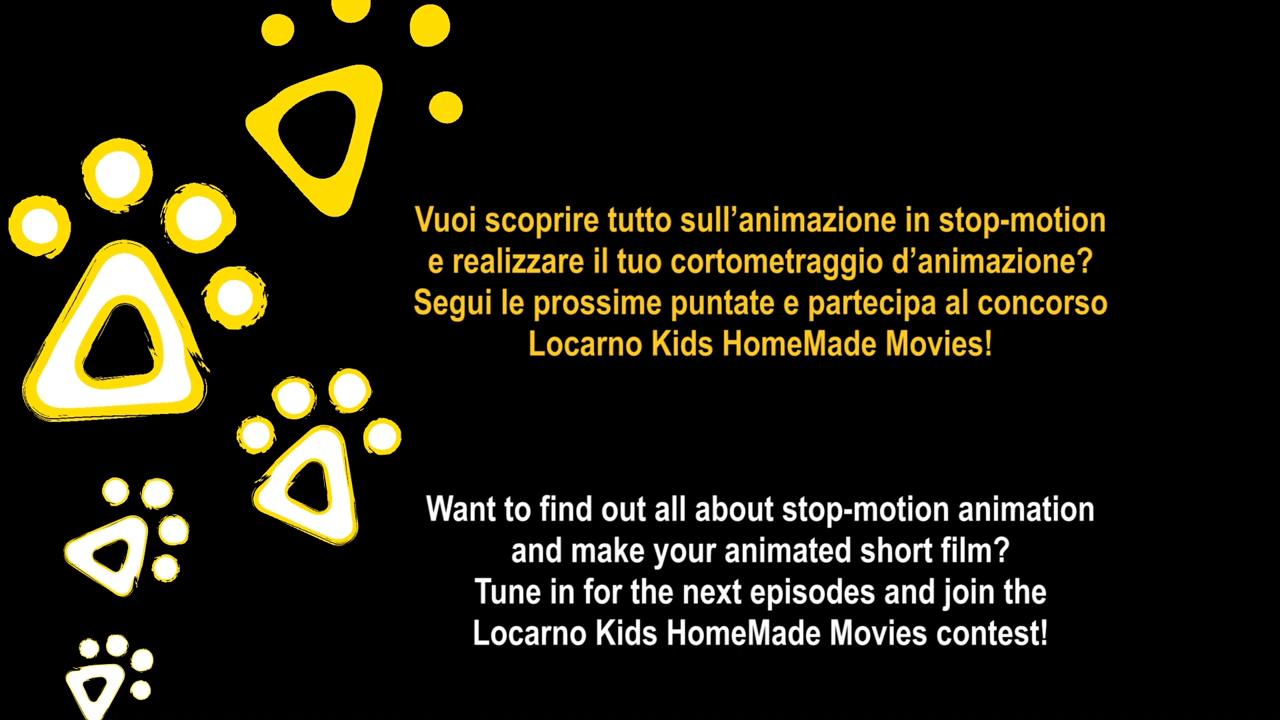 Vuoi scoprire tutto sull’animazione in stop-motion
e realizzare il tuo cortometraggio d’animazione?
Segui le prossime puntate e partecipa al concorso
Locarno Kids HomeMade Movies!
Want to find out all about stop-motion animation
and make your animated short film?
Tune in for the next episodes and join the
Locarno Kids HomeMade Movies contest!